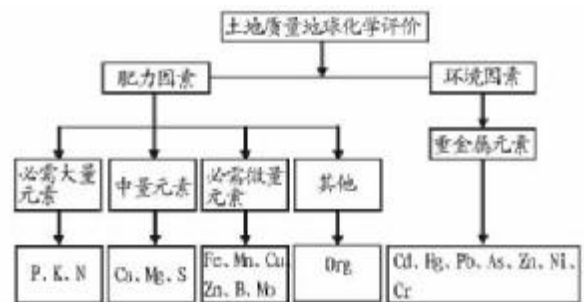 土地质量地球化学评价
肥力因素
环境因素
重金属元素
必需大量
元素
中量元素
必需微量
元素
其他
P、K、N
Ca、Mg、S
Fe、Mn、Cu、
Zn、B、Mo
Org
Cd、Hg、Pb、As、Zn、Ni、
Cr